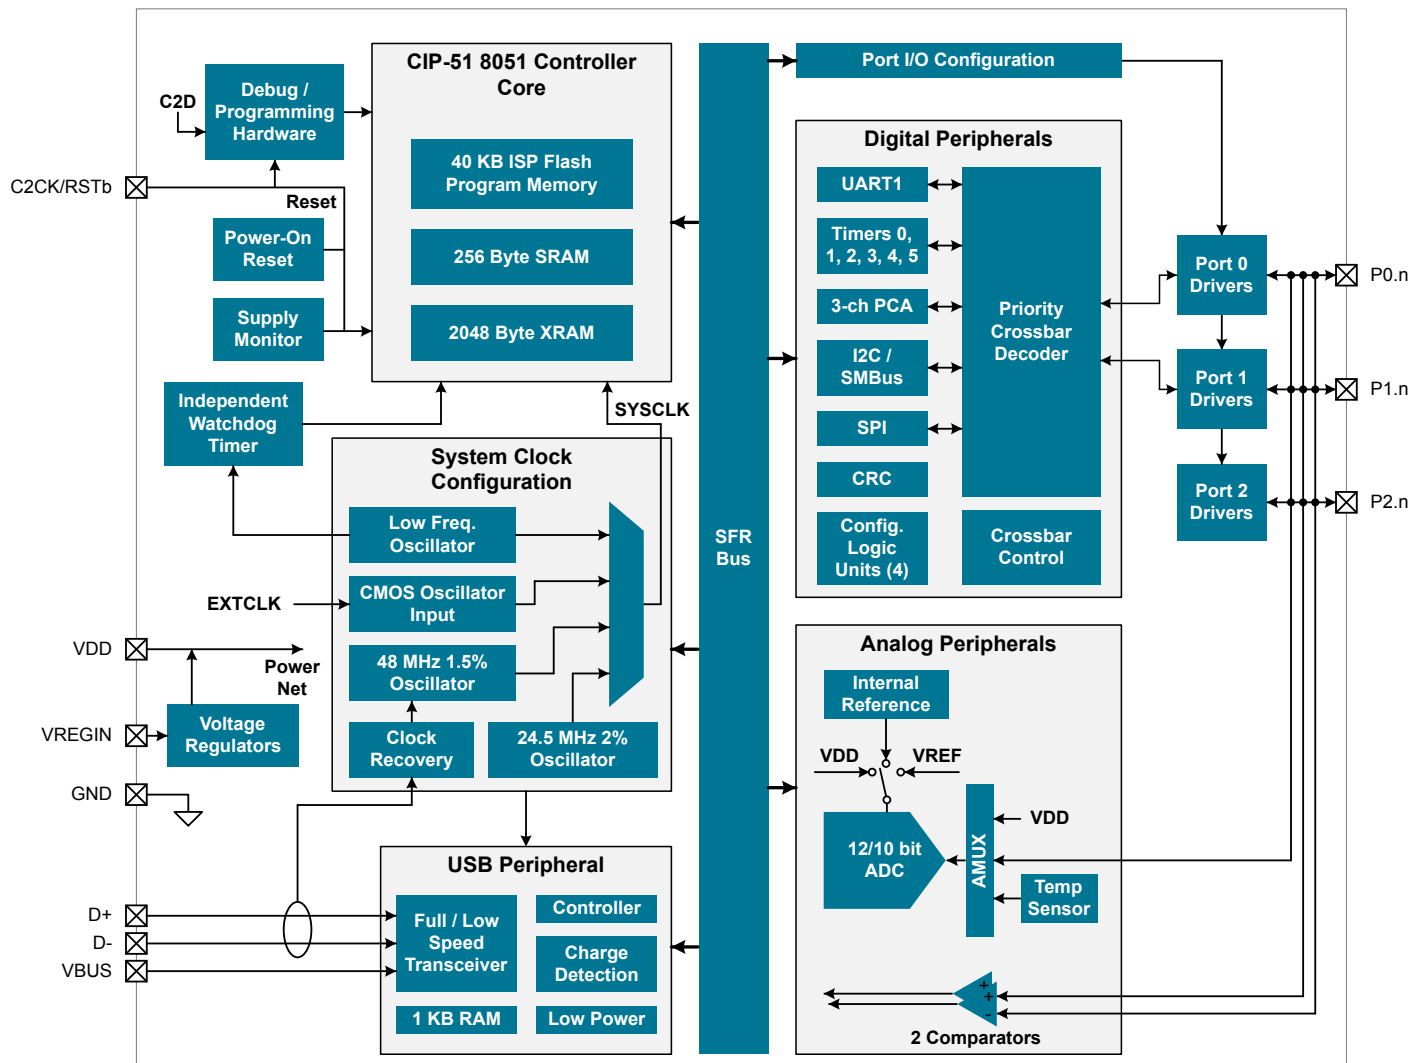 CIP-51 8051 Controller
Core
40 KB ISP Flash
Program Memory
256 Byte SRAM
2048 Byte XRAM
C2D
Debug /
Programming
Hardware
C2CK/RSTb
Reset
Power-On
Reset
Supply
Monitor
Independent
Watchdog
Timer
SYSCLK
System Clock
Configuration
Low Freq.
Oscillator
EXTCLK
CMOS Oscillator
Input
48 MHz 1.5%
Oscillator
Clock
Recovery
24.5 MHz 2%
Oscillator
VDD
Power
Net
VREGIN
Voltage
Regulators
GND
USB Peripheral
D+
D-
VBUS
Full / Low
Speed
Transceiver
Controller
Charge
Detection
1 KB RAM
Low Power
SFR
Bus
Port I/O Configuration
Digital Peripherals
UART1
Timers 0,
1, 2, 3, 4, 5
3-ch PCA
I2C /
SMBus
SPI
CRC
Config.
Logic
Units (4)
Priority
Crossbar
Decoder
Crossbar
Control
Port 0
Drivers
P0.n
Port 1
Drivers
P1.n
Port 2
Drivers
P2.n
Analog Peripherals
Internal
Reference
VDD
VREF
12/10 bit
ADC
AMUX
VDD
Temp
Sensor
+
+
-
2 Comparators